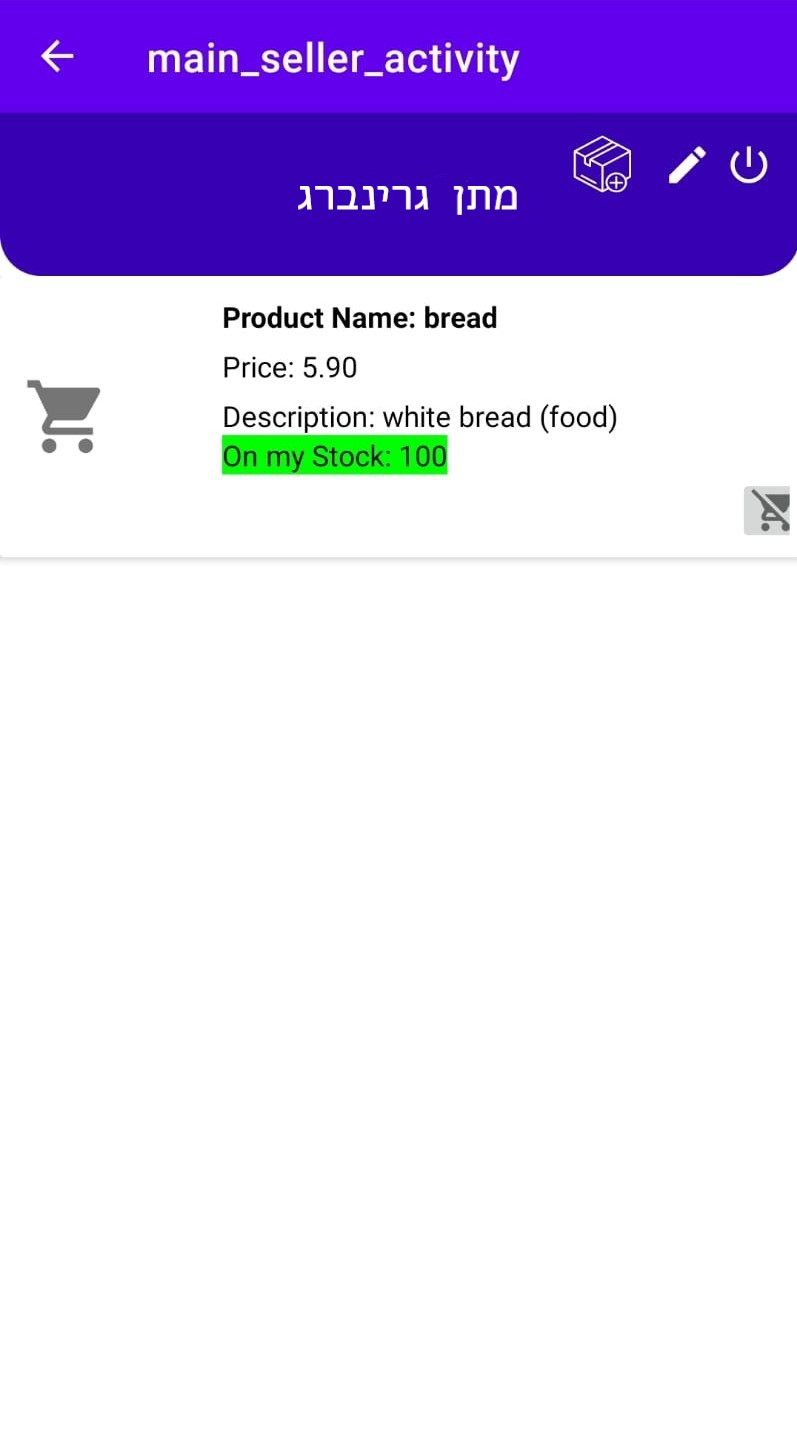 main_seller_activity
מתן גרינברג
Product Name: bread
Price: 5.90
Description: white bread (food)
On my Stock: 100